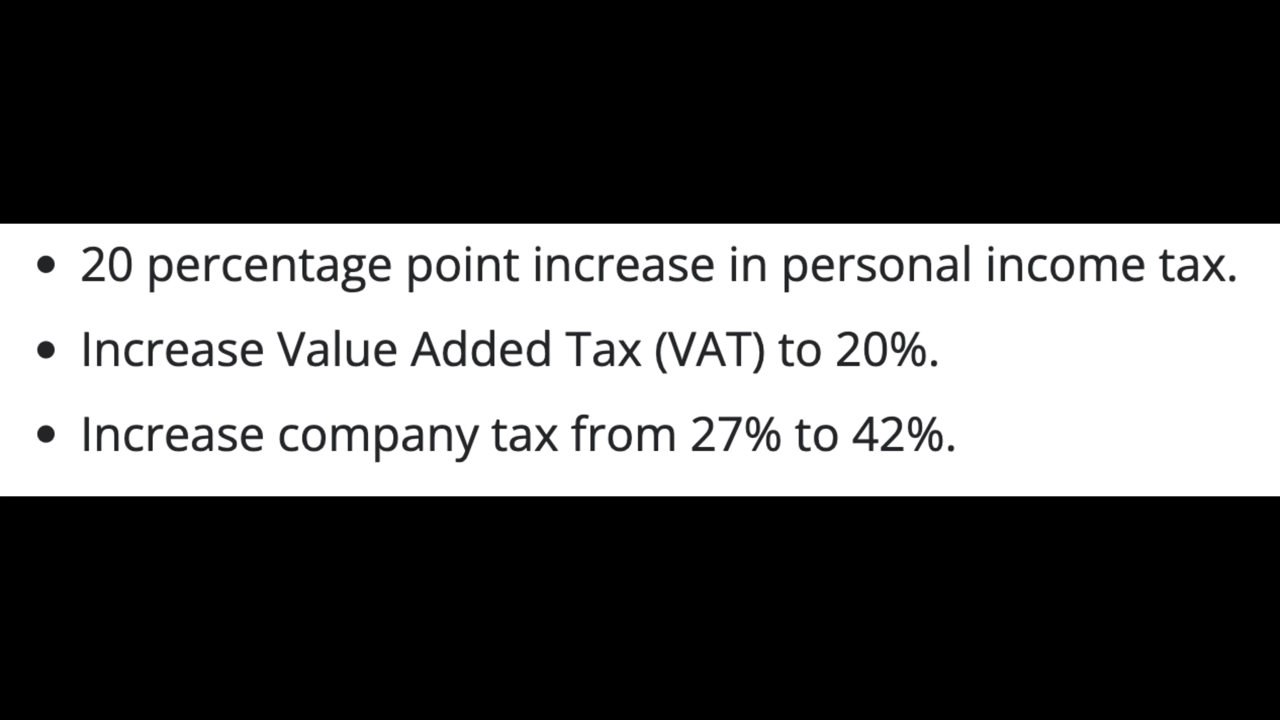 • 20 percentage point increase in personal income tax.
• Increase Value Added Tax (VAT) to 20%.
• Increase company tax from 27% to 42%.